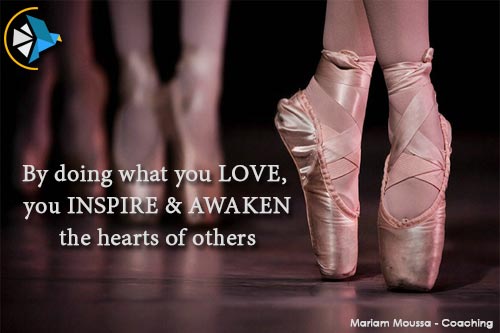 By doing what you LOVE,
you INSPIRE & AWAKEN
the hearts of others
Mariam Moussa - Coaching